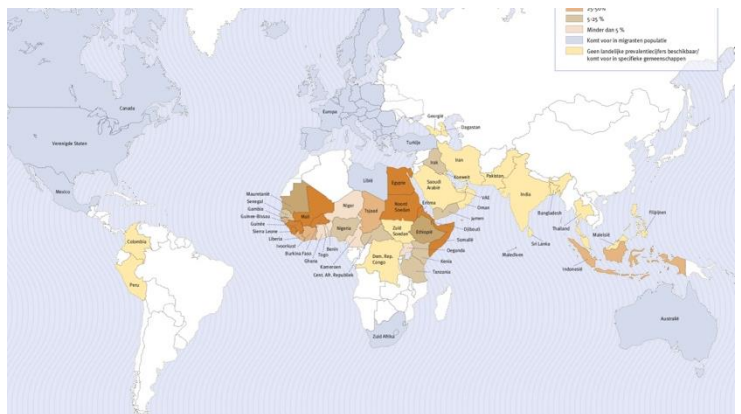 25-50%
5 -25 %
Minder dan 5 %
Komt voor in migranten populatie
Geen landelijke prevalentiecijfers beschikbaar/
komt voor in specifieke gemeenschappen
Canada
Verenigde Staten
Mexico
Colombia
Peru
Europa
Georgië
Dagestan
Turkije
Irak
Iran
Koeweit
Pakistan
Saoudi
Arabië
Libië
Egypte
Eritrea
UAE
Oman
Jemen
India
Bangladesh
Thailand
Filipijnen
Maleisië
Sri Lanka
Malediven
Indonesië
Mauritanië
Senegal
Gambia
Guinee-Bissau
Guinee
Sierra Leone
Liberia
Ivoorkust
Burkina Faso
Ghana
Togo
Benin
Kameroen
Cent. Afr. Republiek
Mali
Niger
Tsjaad
Nigeria
Noord
Soedan
Zuid
Soedan
Ethiopië
Djibouti
Somalië
Oeganda
Kenia
Tanzania
Dem. Rep.
Congo
Zuid Afrika
Australië